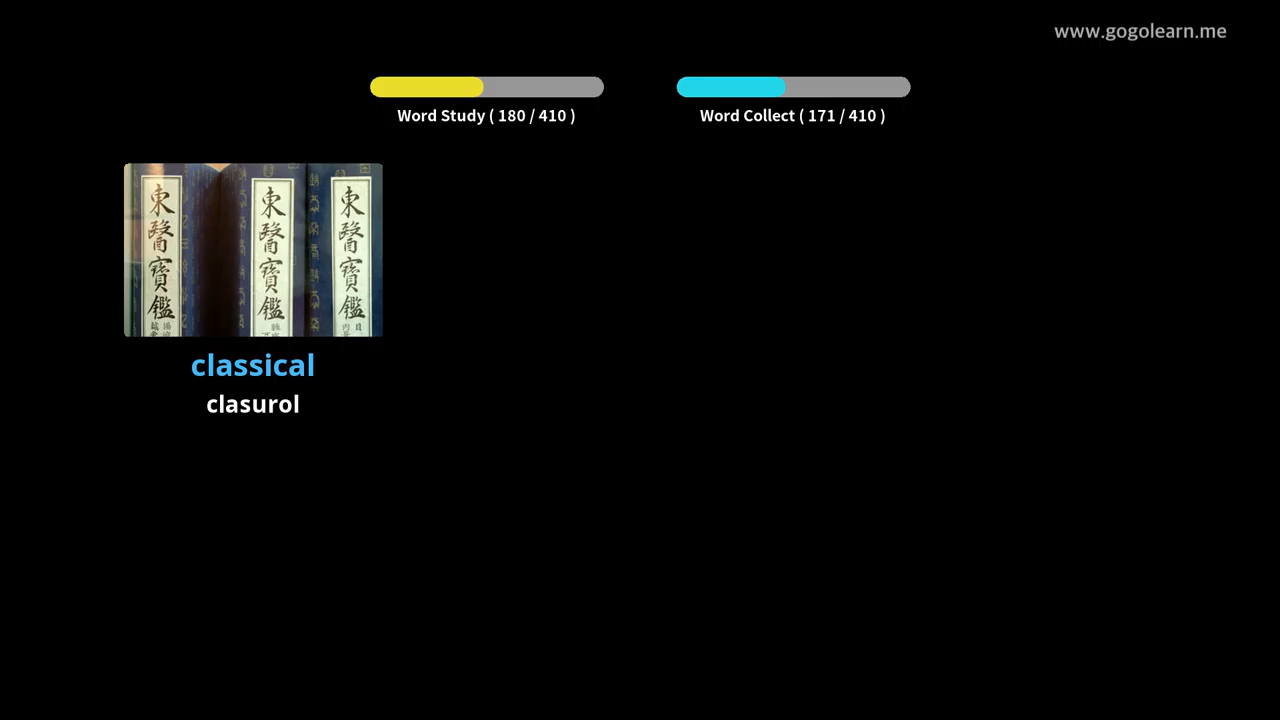 www.gogolearn.me
Word Study ( 180 / 410 )
Word Collect ( 171 / 410 )
東醫寶鑑
東醫寶鑑
東醫寶鑑
classical
clasurol